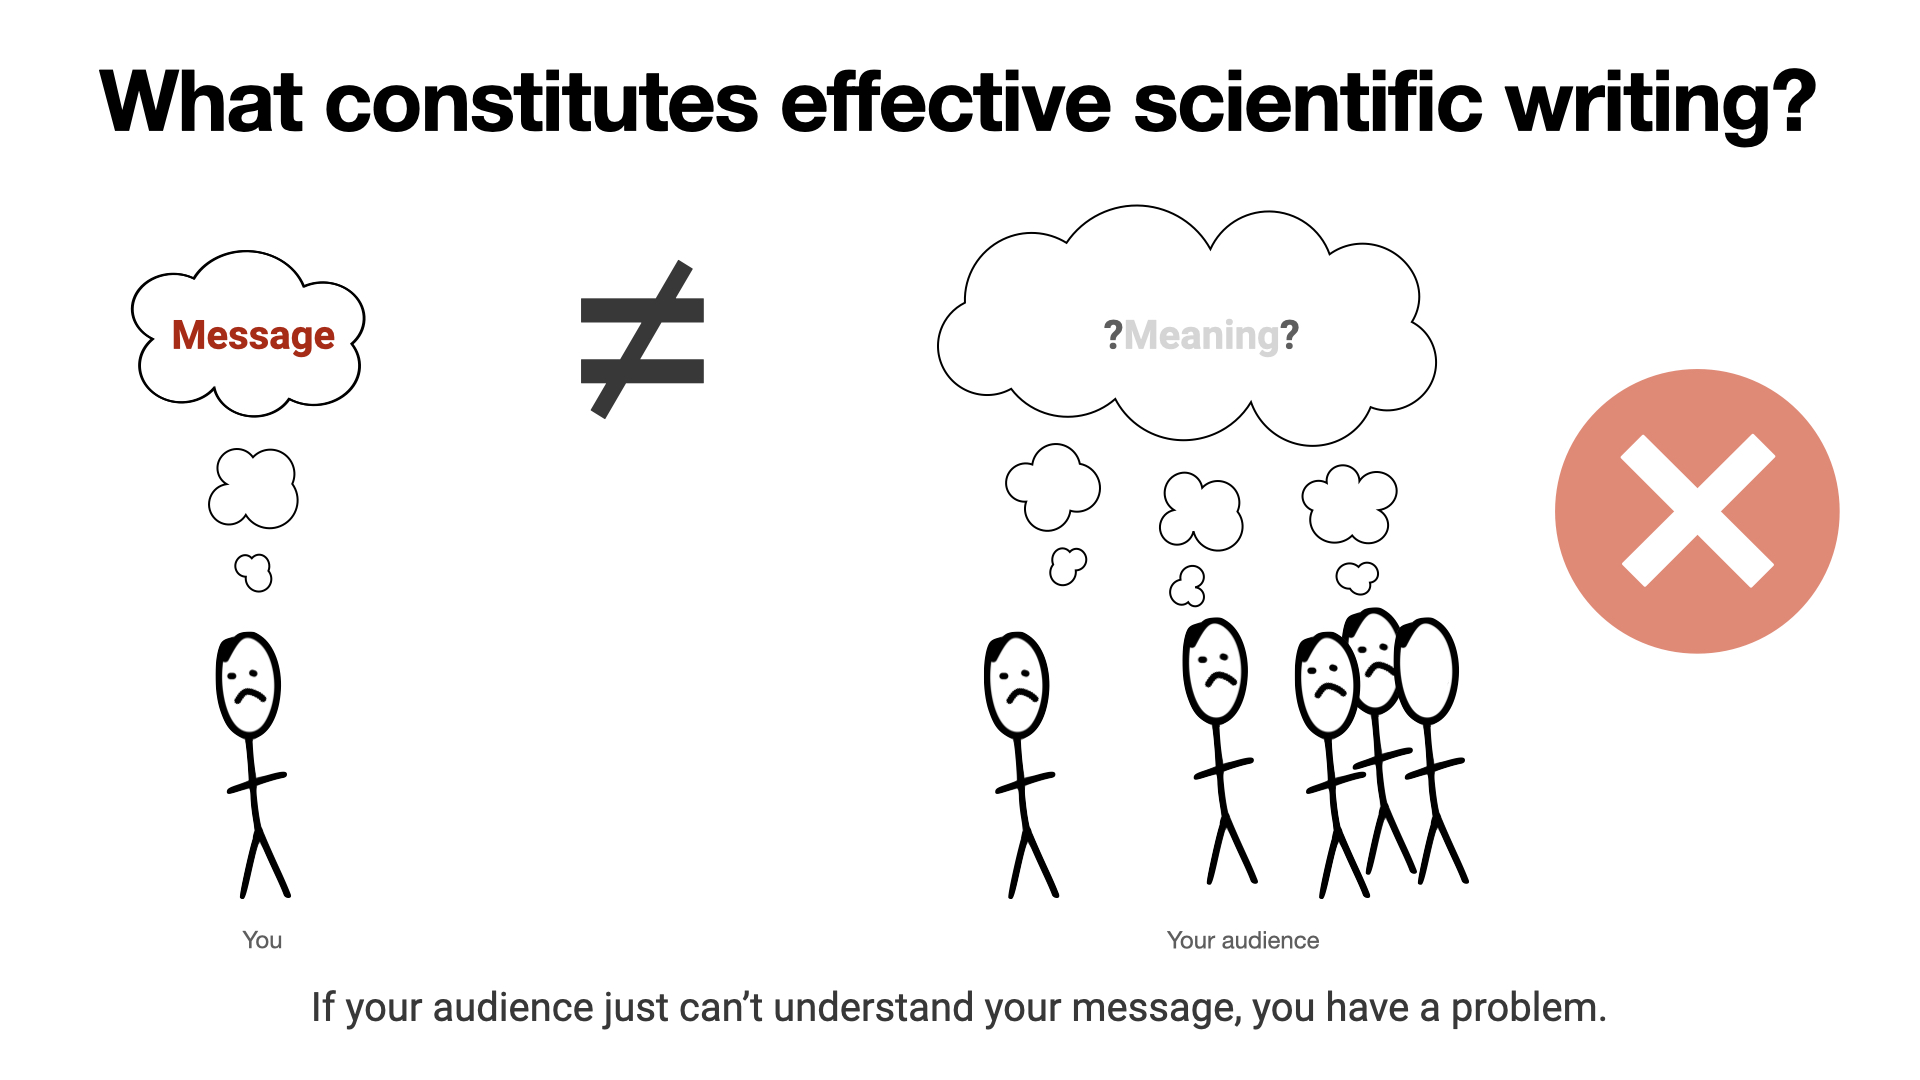 What constitutes effective scientific writing?
Message
≠
?Meaning?
You
Your audience
If your audience just can’t understand your message, you have a problem.